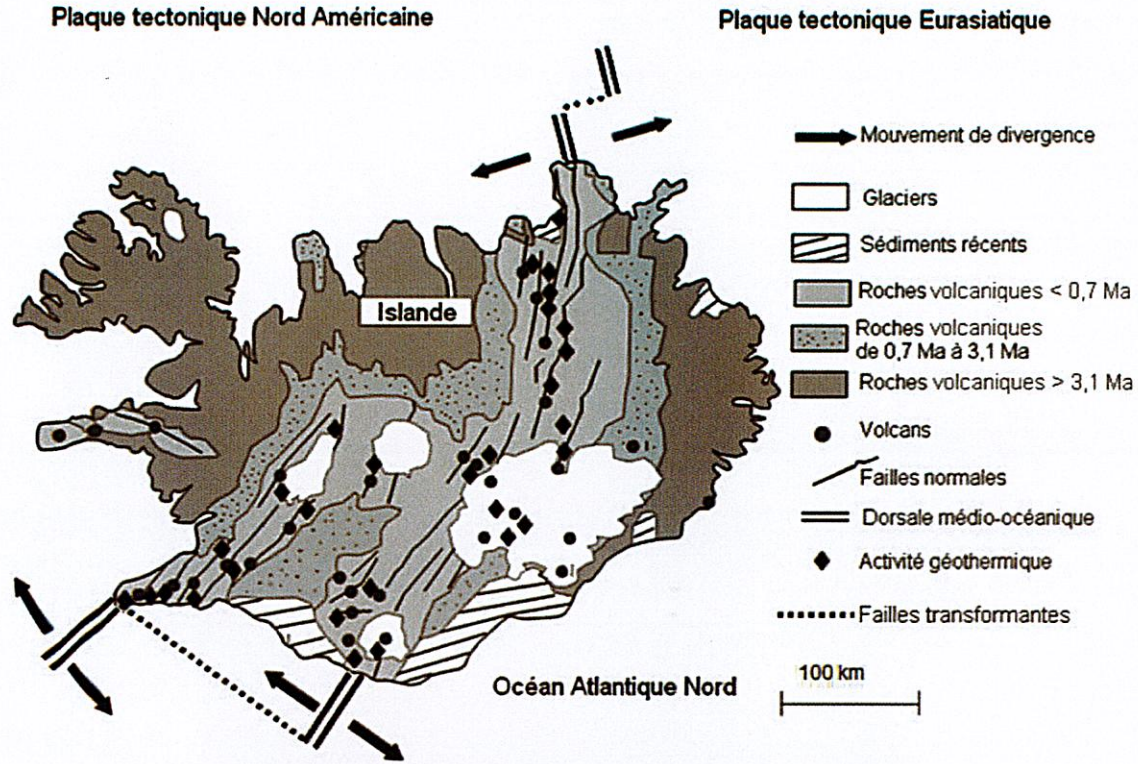 Plaque tectonique Nord Américaine
Plaque tectonique Eurasiatique
Mouvement de divergence
Glaciers
Sédiments récents
Roches volcaniques < 0,7 Ma
Roches volcaniques
de 0,7 Ma à 3,1 Ma
Roches volcaniques > 3,1 Ma
Volcans
Failles normales
Dorsale médio-océanique
Activité géothermique
Failles transformantes
Islande
Océan Atlantique Nord
100 km